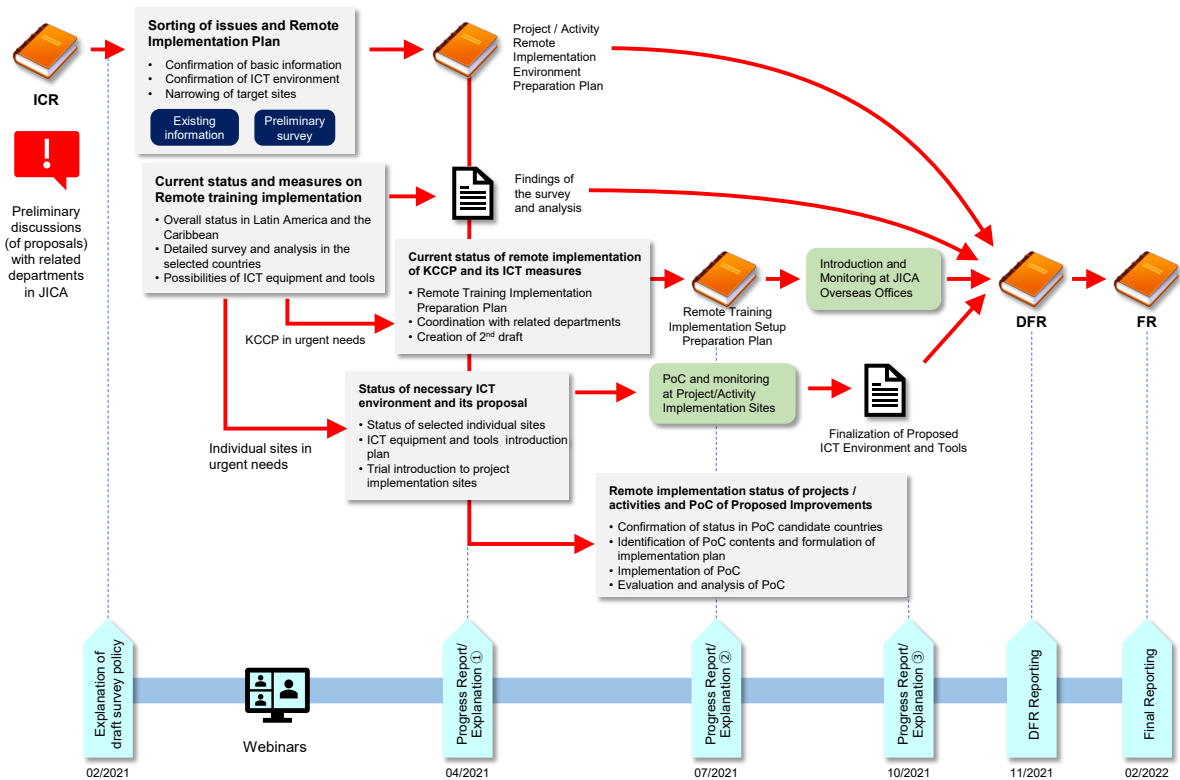 ICR
Preliminary
discussions
(of proposals)
with related
departments
in JICA
Sorting of issues and Remote
Implementation Plan
• Confirmation of basic information
• Confirmation of ICT environment
• Narrowing of target sites
Existing
information
Preliminary
survey
Project / Activity
Remote
Implementation
Environment
Preparation Plan
Current status and measures on
Remote training implementation
• Overall status in Latin America and the
Caribbean
• Detailed survey and analysis in the
selected countries
• Possibilities of ICT equipment and tools
Findings of
the survey
and analysis
KCCP in urgent needs
Current status of remote implementation
of KCCP and its ICT measures
• Remote Training Implementation
Preparation Plan
• Coordination with related departments
• Creation of 2nd draft
Remote Training
Implementation Setup
Preparation Plan
Introduction and
Monitoring at JICA
Overseas Offices
DFR
FR
Individual sites in
urgent needs
Status of necessary ICT
environment and its proposal
• Status of selected individual sites
• ICT equipment and tools introduction
plan
• Trial introduction to project
implementation sites
PoC and monitoring
at Project/Activity
Implementation Sites
Finalization of Proposed
ICT Environment and Tools
Remote implementation status of projects /
activities and PoC of Proposed Improvements
• Confirmation of status in PoC candidate countries
• Identification of PoC contents and formulation of
implementation plan
• Implementation of PoC
• Evaluation and analysis of PoC
Explanation of
draft survey policy
Webinars
Progress Report/
Explanation ①
Progress Report/
Explanation ②
Progress Report/
Explanation ③
DFR Reporting
Final Reporting
02/2021
04/2021
07/2021
10/2021
11/2021
02/2022